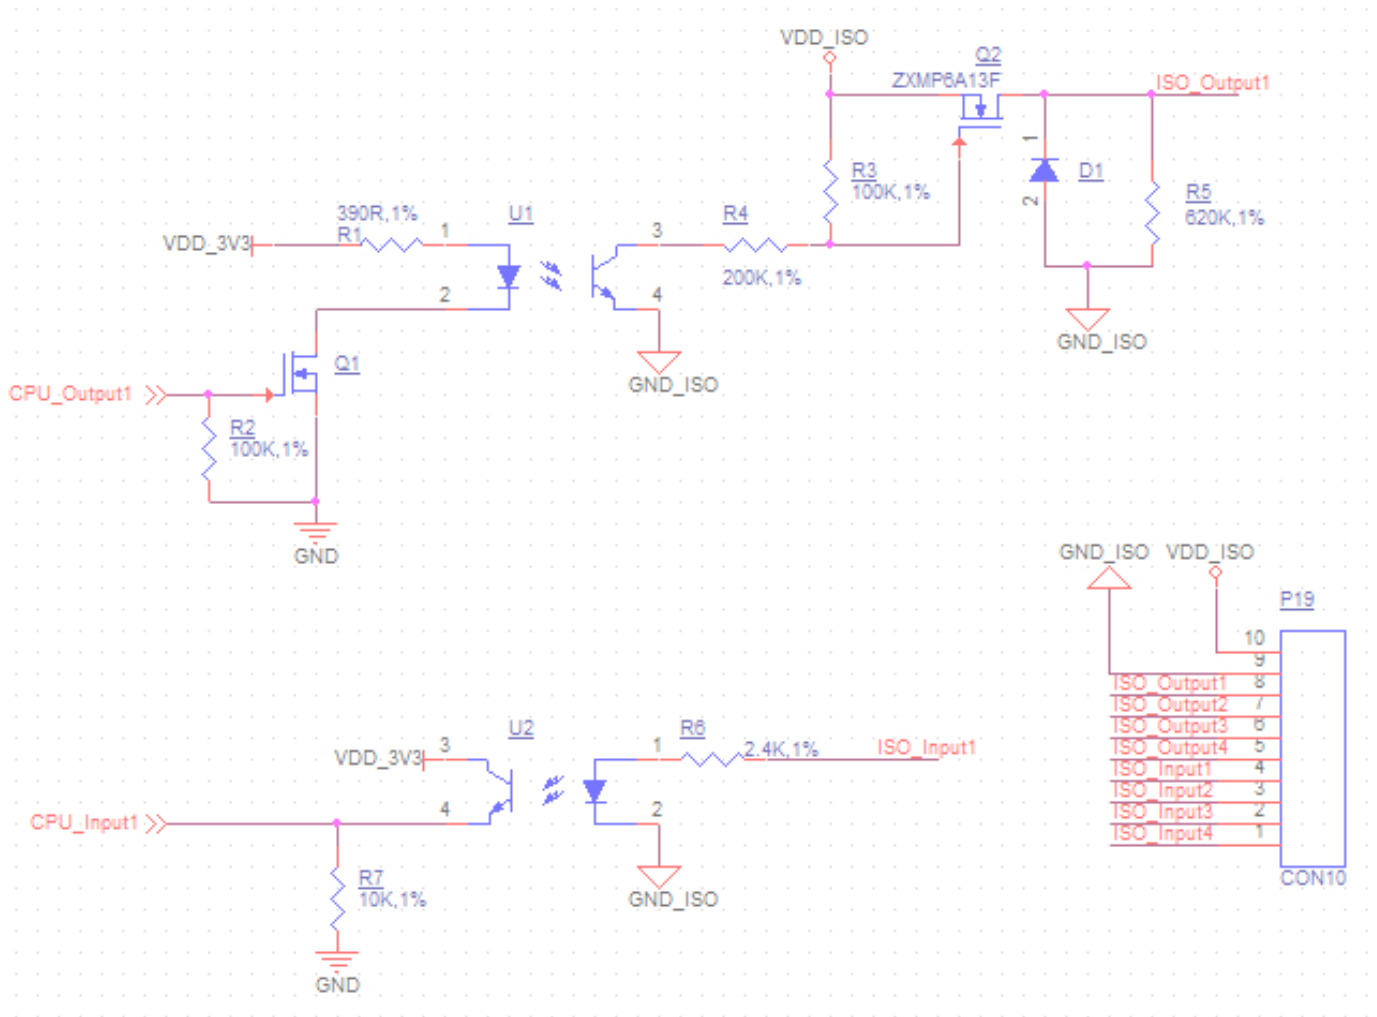 VDD_ISO
Q2
ZXMP6A13F
ISO_Output1
1
D1
2
R3
100K,1%
R5
620K,1%
390R,1%
R1
VDD_3V3
1
U1
3
R4
200K,1%
2
4
GND_ISO
GND_ISO
Q1
CPU_Output1
R2
100K,1%
GND
GND_ISO
VDD_ISO
P19
10
9
ISO_Output1 8
ISO_Output2 7
ISO_Output3 6
ISO_Output4 5
ISO_Input1 4
ISO_Input2 3
ISO_Input3 2
ISO_Input4 1
CON10
U2
VDD_3V3
3
1
R6
2.4K,1%
ISO_Input1
CPU_Input1
4
2
R7
10K,1%
GND_ISO
GND